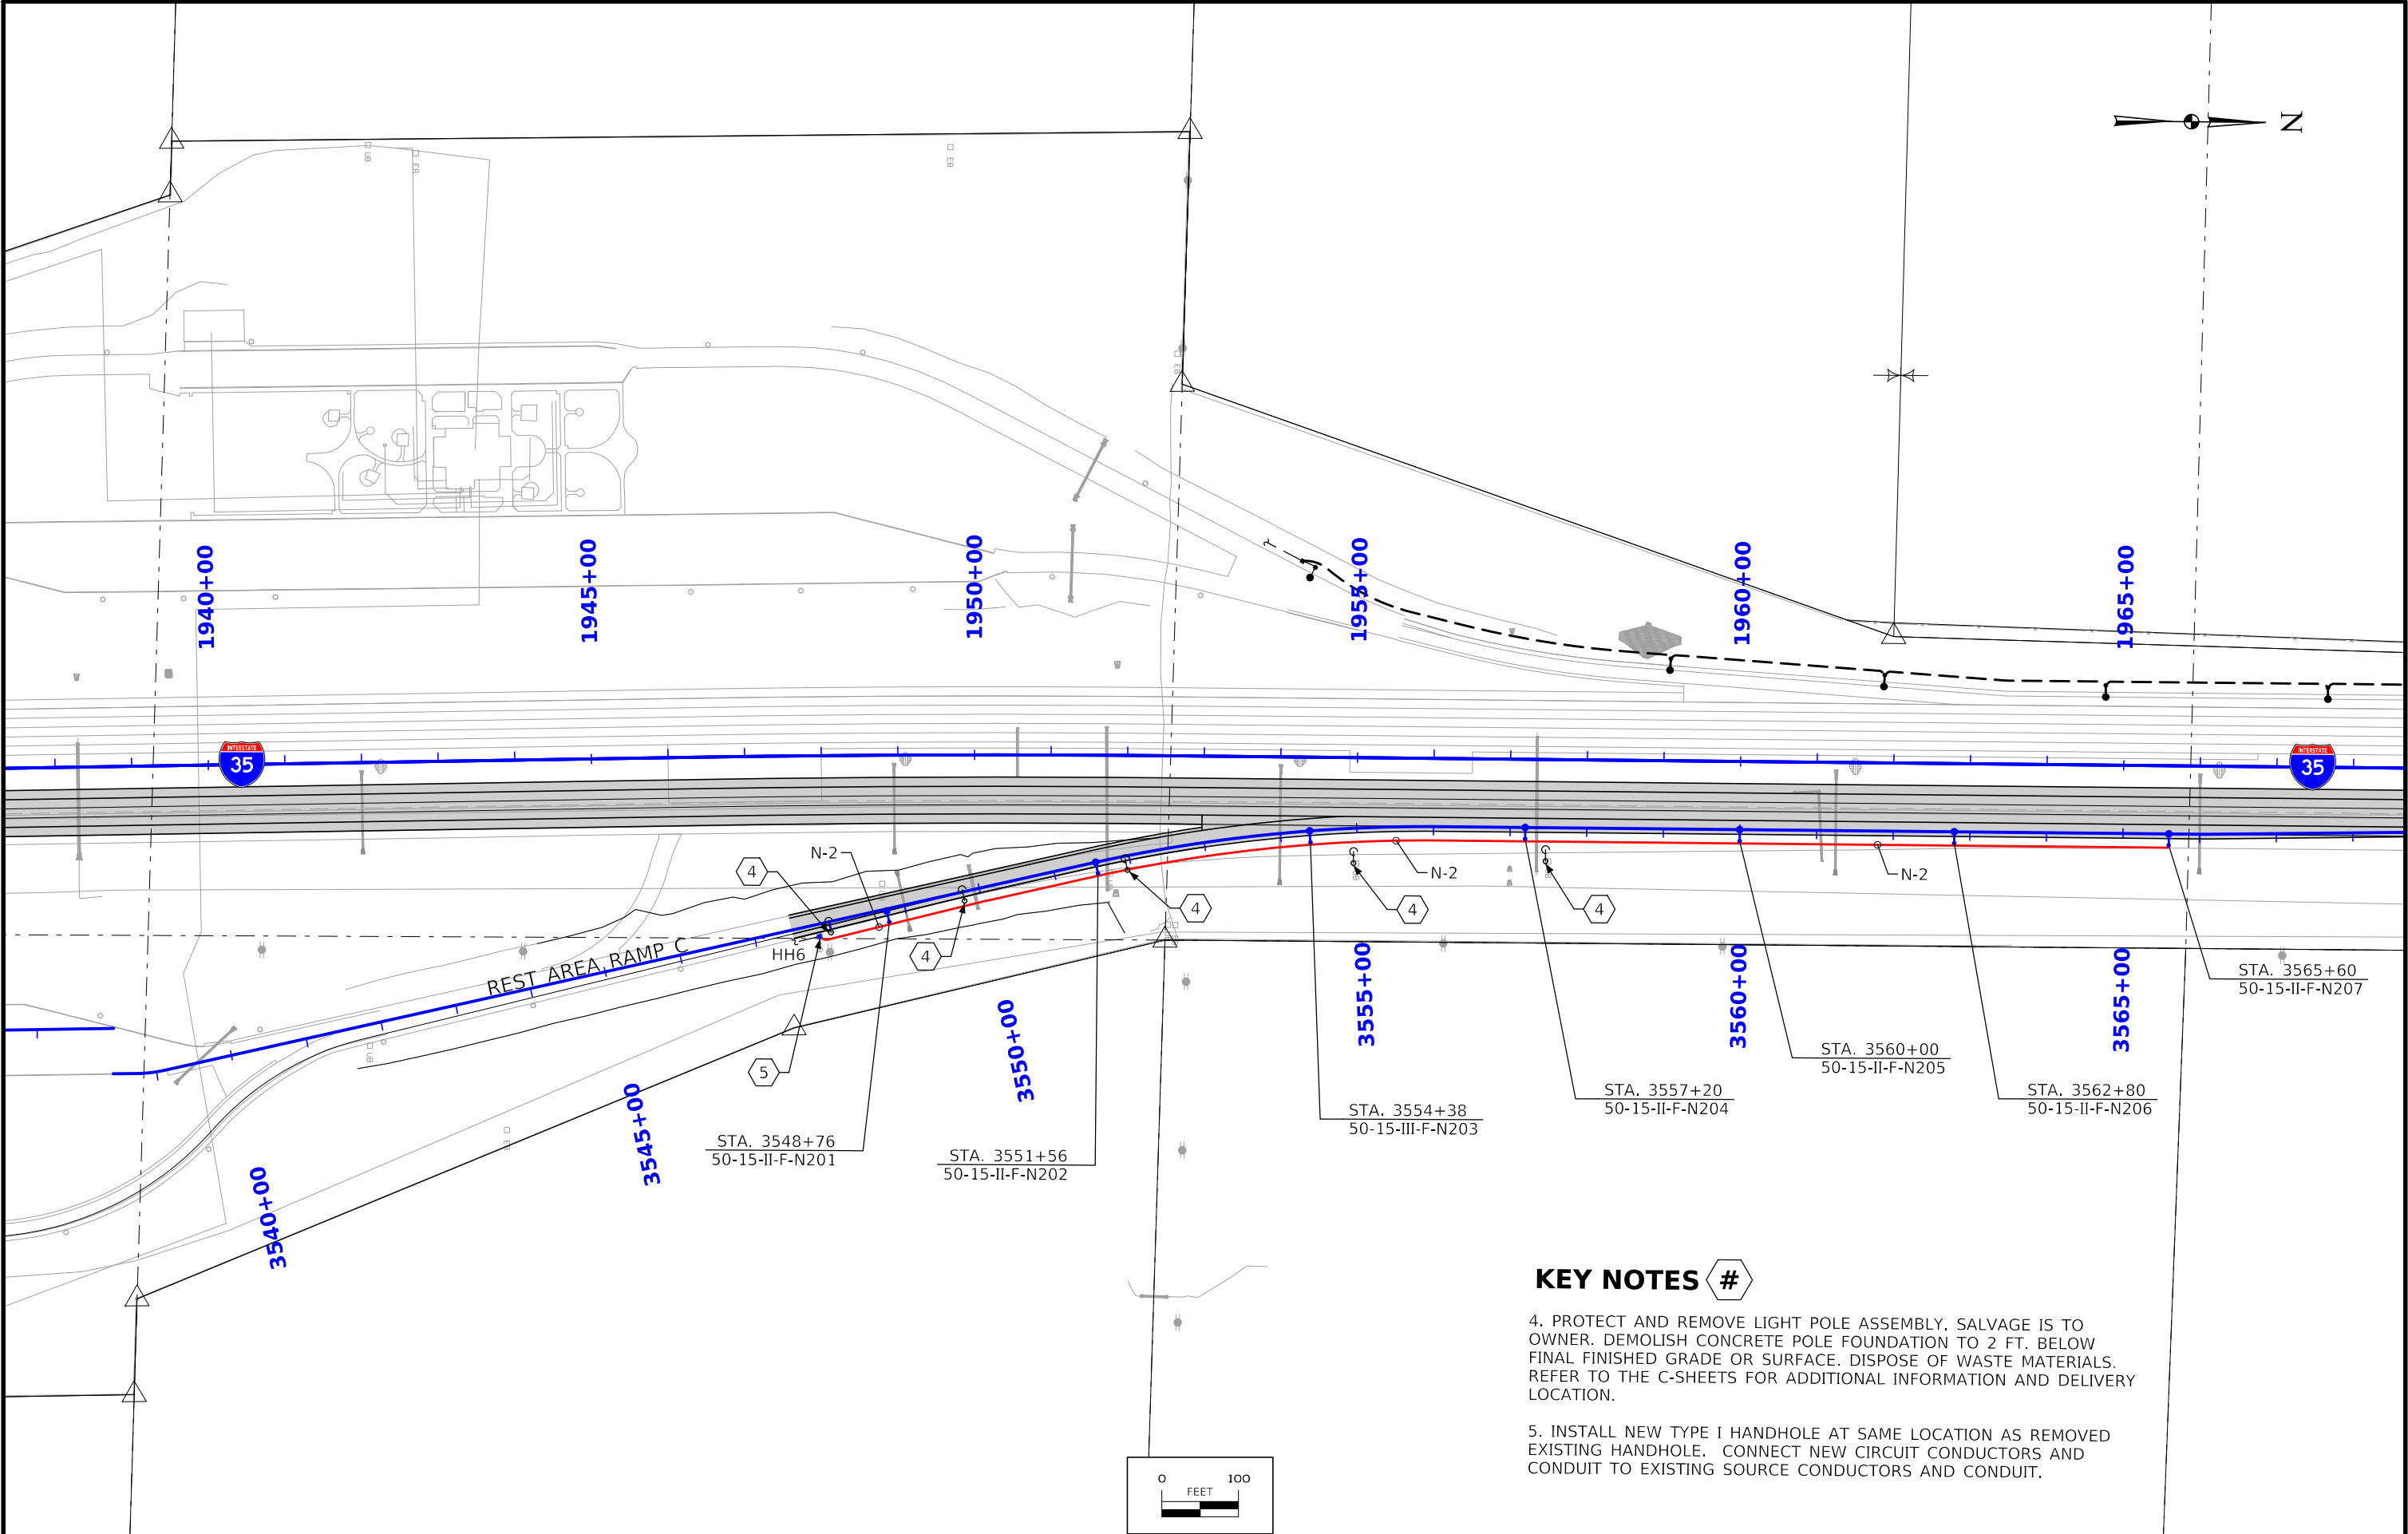 N
UB
EB
EB
EB
1940+00
1945+00
1950+00
1955+00
1960+00
1965+00
INTERSTATE
35
INTERSTATE
35
N-2
4
4
4
4
4
N-2
N-2
HH6
REST AREA RAMP C
5
UB
3540+00
3545+00
3550+00
3555+00
3560+00
3565+00
STA. 3548+76
50-15-II-F-N201
STA. 3551+56
50-15-II-F-N202
STA. 3554+38
50-15-III-F-N203
STA. 3557+20
50-15-II-F-N204
STA. 3560+00
50-15-II-F-N205
STA. 3562+80
50-15-II-F-N206
STA. 3565+60
50-15-II-F-N207
KEY NOTES #
4. PROTECT AND REMOVE LIGHT POLE ASSEMBLY. SALVAGE IS TO
OWNER. DEMOLISH CONCRETE POLE FOUNDATION TO 2 FT. BELOW
FINAL FINISHED GRADE OR SURFACE. DISPOSE OF WASTE MATERIALS.
REFER TO THE C-SHEETS FOR ADDITIONAL INFORMATION AND DELIVERY
LOCATION.
5. INSTALL NEW TYPE I HANDHOLE AT SAME LOCATION AS REMOVED
EXISTING HANDHOLE. CONNECT NEW CIRCUIT CONDUCTORS AND
CONDUIT TO EXISTING SOURCE CONDUCTORS AND CONDUIT.
0 100
FEET